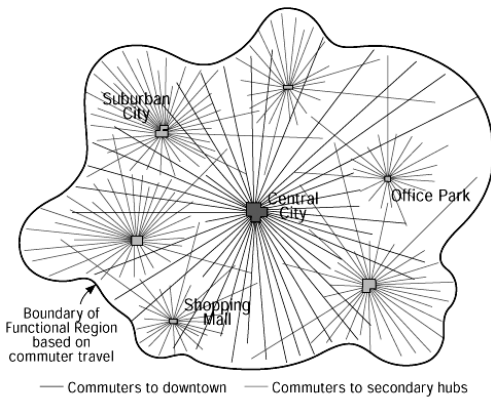 Suburban
City
Central
City
Office Park
Shopping
Mall
Boundary of
Functional Region
based on
commuter travel
Commuters to downtown
Commuters to secondary hubs